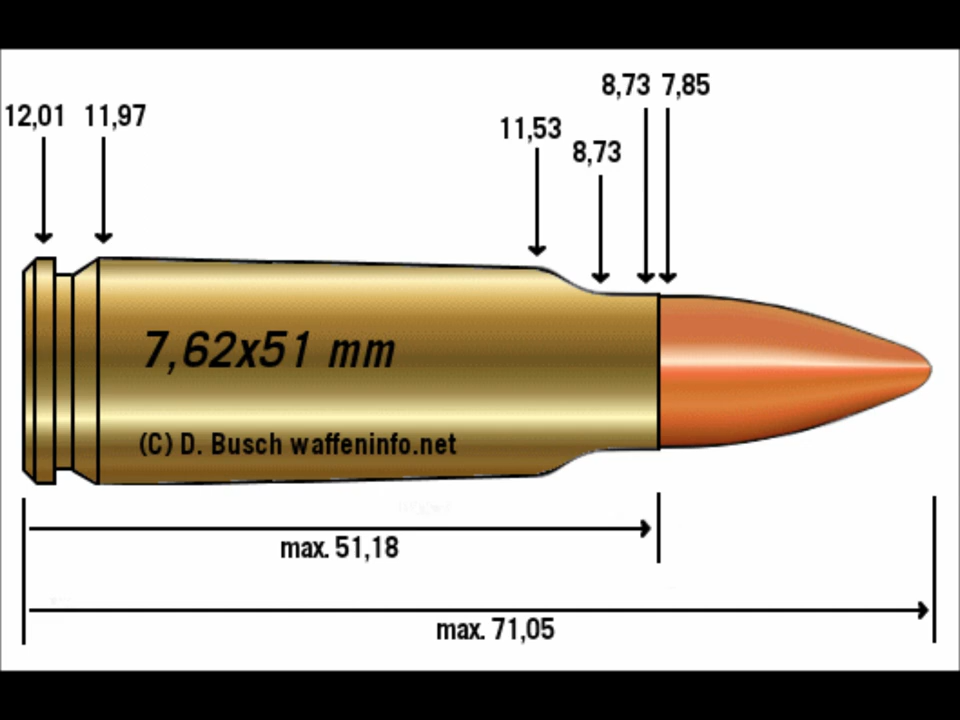 8,73 7,85
12,01 11,97
11,53
8,73
7,62x51 mm
(C) D. Busch waffeninfo.net
max. 51,18
max. 71,05